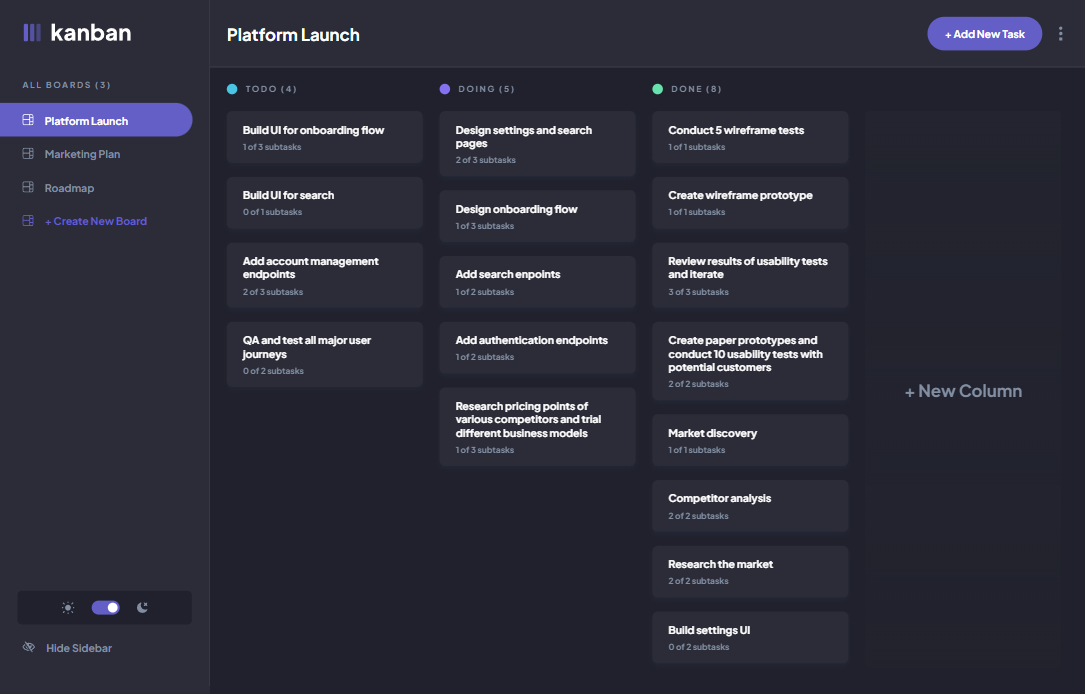 kanban
Platform Launch
+ Add New Task
ALL BOARDS (3)
Platform Launch
Marketing Plan
Roadmap
+ Create New Board
Hide Sidebar
TODO (4)
Build UI for onboarding flow
1 of 3 subtasks
Build UI for search
0 of 1 subtasks
Add account management
endpoints
2 of 3 subtasks
QA and test all major user
journeys
0 of 2 subtasks
DOING (5)
Design settings and search
pages
2 of 3 subtasks
Design onboarding flow
1 of 3 subtasks
Add search enpoints
1 of 2 subtasks
Add authentication endpoints
1 of 2 subtasks
Research pricing points of
various competitors and trial
different business models
1 of 3 subtasks
DONE (8)
Conduct 5 wireframe tests
1 of 1 subtasks
Create wireframe prototype
1 of 1 subtasks
Review results of usability tests
and iterate
3 of 3 subtasks
Create paper prototypes and
conduct 10 usability tests with
potential customers
2 of 2 subtasks
Market discovery
1 of 1 subtasks
Competitor analysis
2 of 2 subtasks
Research the market
2 of 2 subtasks
Build settings UI
0 of 2 subtasks
+ New Column